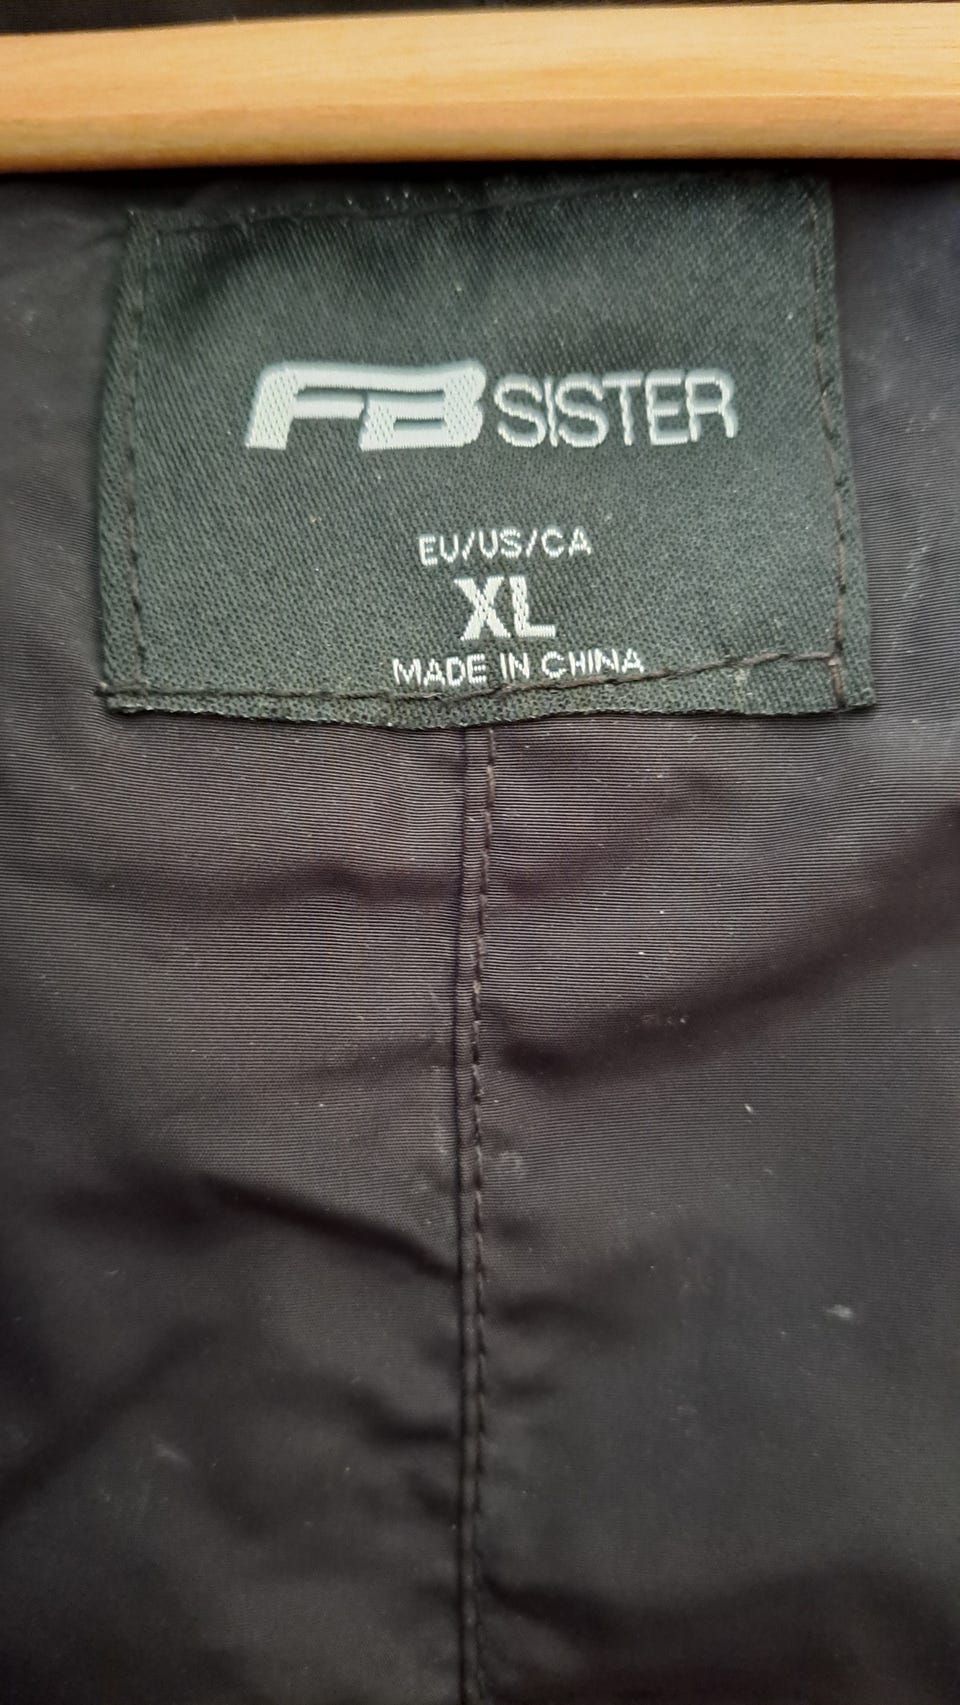 FB SISTER
EU/US/CA
XL
MADE IN CHINA